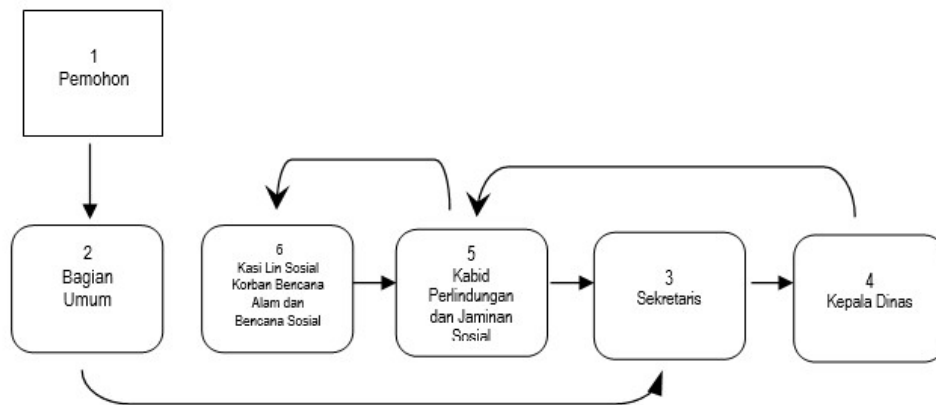 1
Pemohon
2
Bagian
Umum
6
Kasi Lin Sosial
Korban Bencana
Alam dan
Bencana Sosial
5
Kabid
Perlindungan
dan Jaminan
Sosial
3
Sekretaris
4
Kepala Dinas